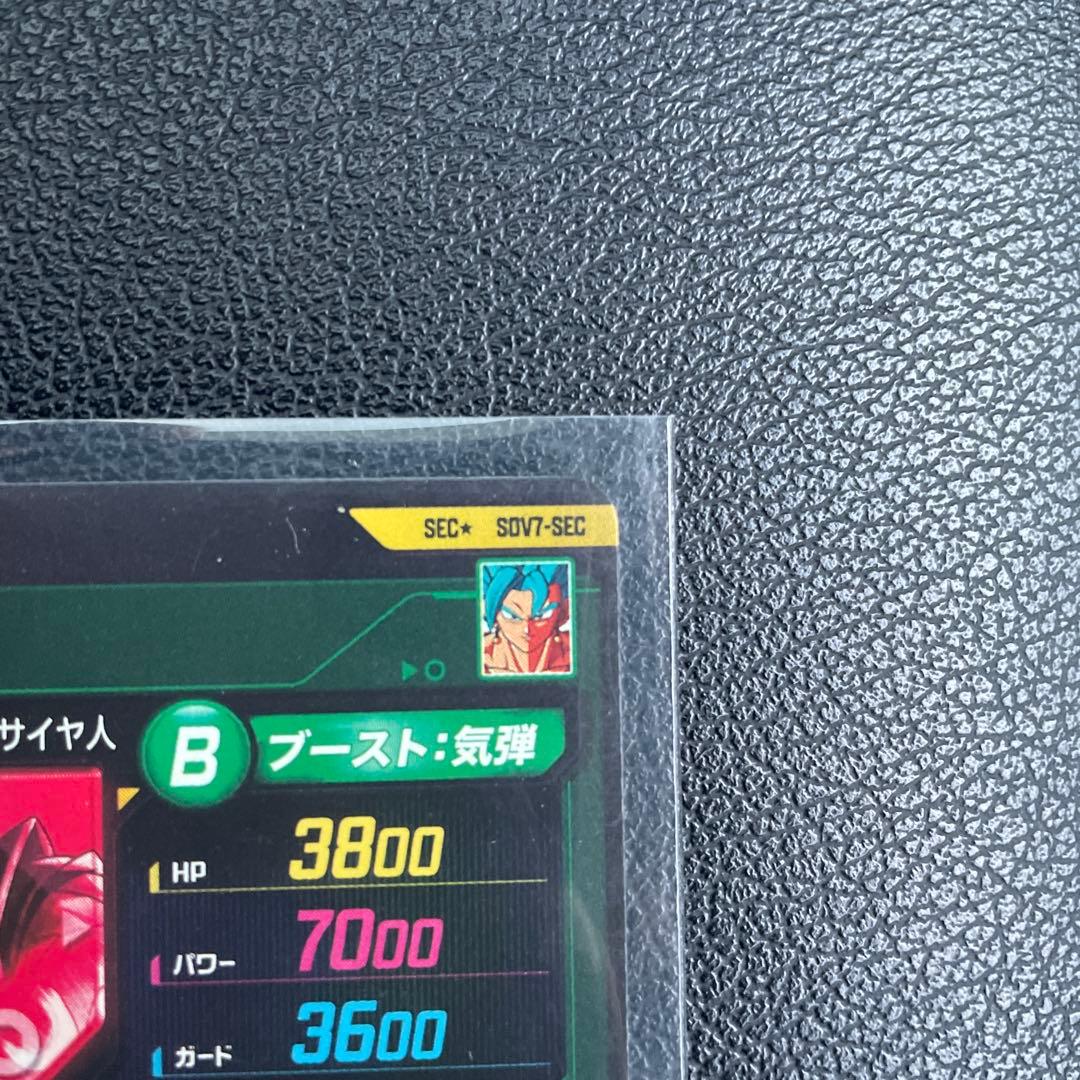 SEC★ SDV7-SEC
サイヤ人
B ブースト:気弾
HP 3800
パワー 7000
ガード 3600